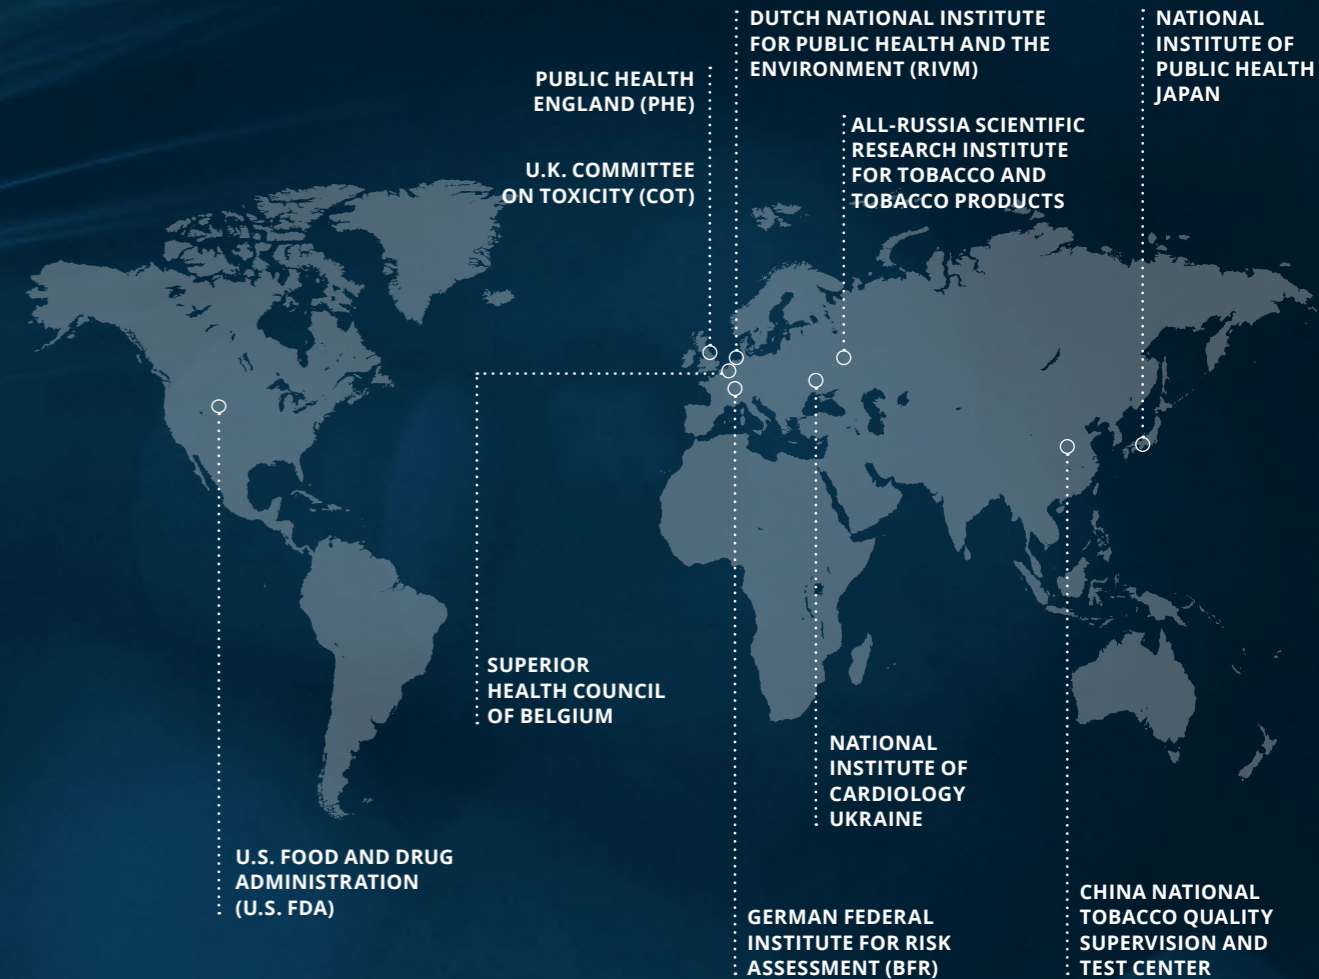 DUTCH NATIONAL INSTITUTE
FOR PUBLIC HEALTH AND THE
ENVIRONMENT (RIVM)
NATIONAL
INSTITUTE OF
PUBLIC HEALTH
JAPAN
PUBLIC HEALTH
ENGLAND (PHE)
U.K. COMMITTEE
ON TOXICITY (COT)
ALL-RUSSIA SCIENTIFIC
RESEARCH INSTITUTE
FOR TOBACCO AND
TOBACCO PRODUCTS
SUPERIOR
HEALTH COUNCIL
OF BELGIUM
NATIONAL
INSTITUTE OF
CARDIOLOGY
UKRAINE
U.S. FOOD AND DRUG
ADMINISTRATION
(U.S. FDA)
GERMAN FEDERAL
INSTITUTE FOR RISK
ASSESSMENT (BFR)
CHINA NATIONAL
TOBACCO QUALITY
SUPERVISION AND
TEST CENTER